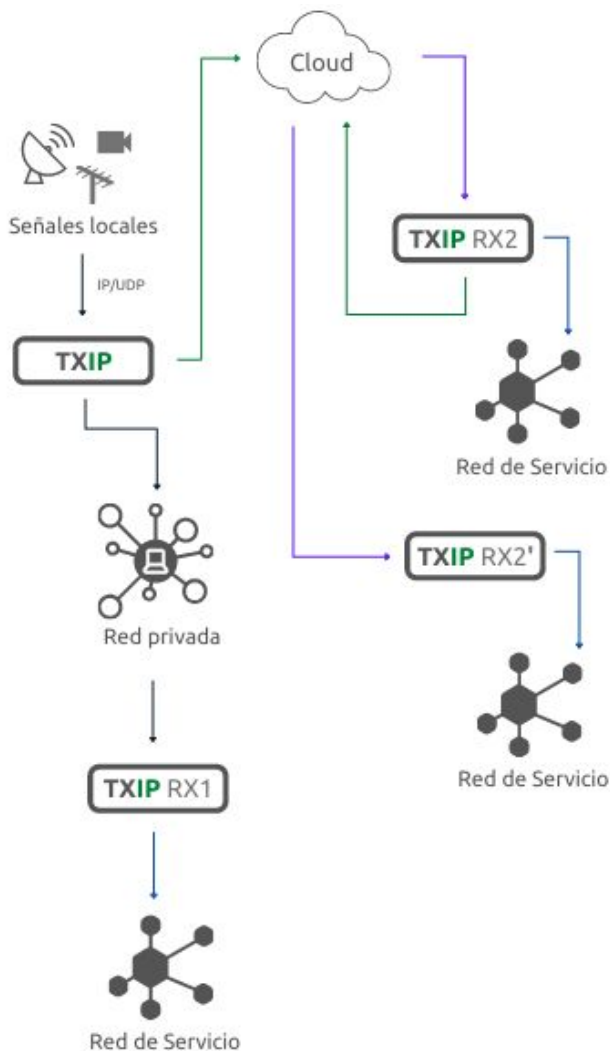 Cloud
Señales locales
IP/UDP
TXIP
TXIP RX2
Red de Servicio
TXIP RX2'
Red privada
Red de Servicio
TXIP RX1
Red de Servicio